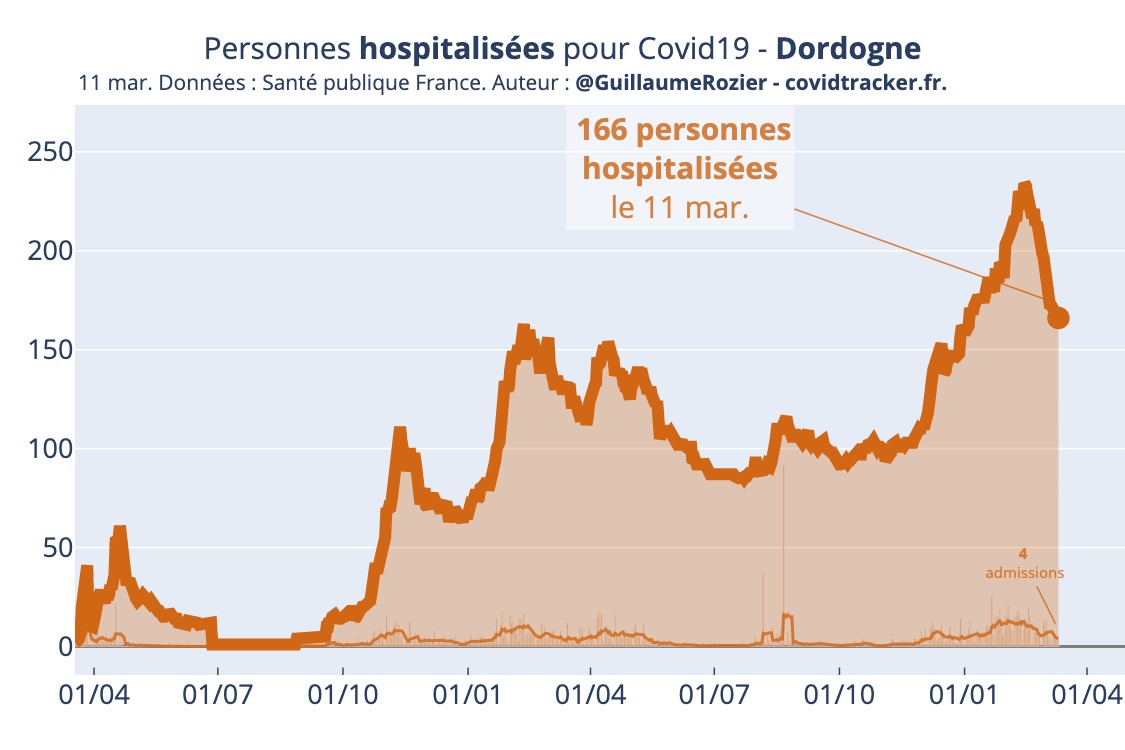 Personnes hospitalisées pour Covid19 - Dordogne
11 mar. Données : Santé publique France. Auteur : @GuillaumeRozier - covidtracker.fr.
166 personnes
hospitalisées
le 11 mar.
250
200
150
100
50
0
4
admissions
01/04 01/07 01/10 01/01 01/04 01/07 01/10 01/01 01/04